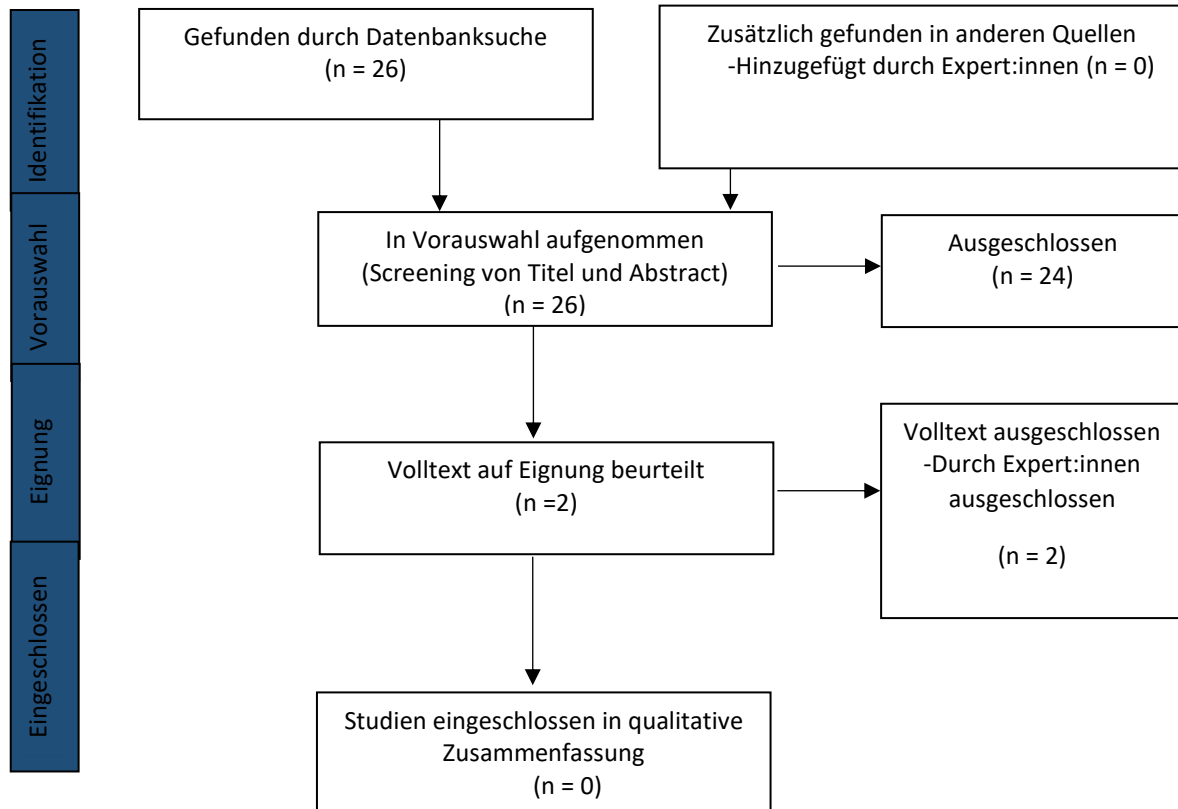 Identifikation
Gefunden durch Datenbanksuche
(n = 26)
Zusätzlich gefunden in anderen Quellen
-Hinzugefügt durch Expert:innen (n = 0)
Vorauswahl
In Vorauswahl aufgenommen
(Screening von Titel und Abstract)
(n = 26)
Ausgeschlossen
(n = 24)
Eignung
Volltext auf Eignung beurteilt
(n =2)
Volltext ausgeschlossen
-Durch Expert:innen
ausgeschlossen
(n = 2)
Eingeschlossen
Studien eingeschlossen in qualitative
Zusammenfassung
(n = 0)